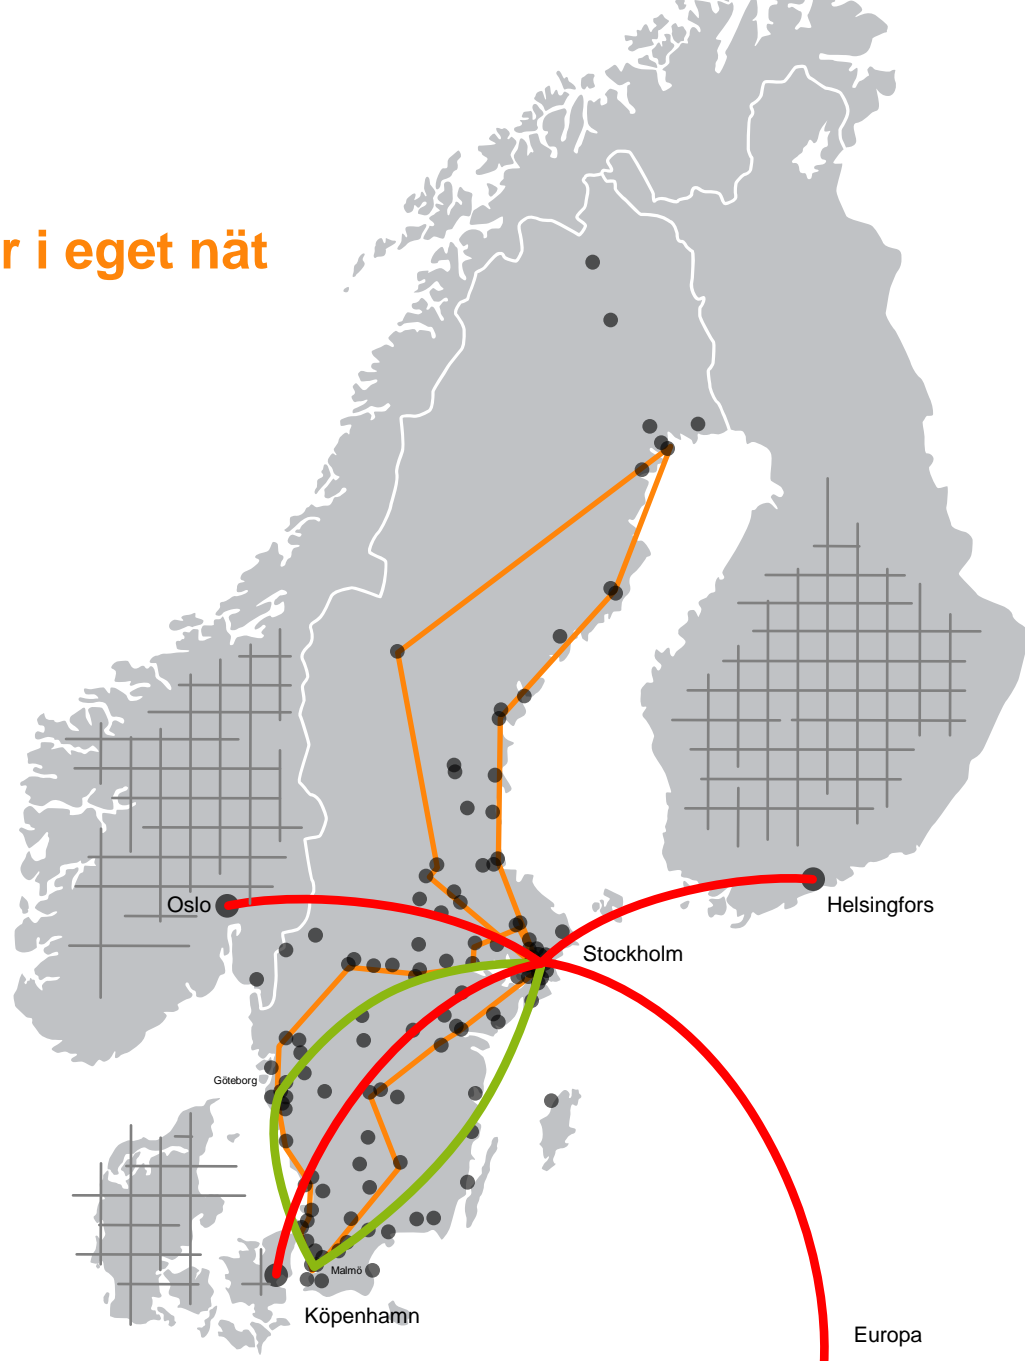 r i eget nät
Oslo
Helsingfors
Stockholm
Göteborg
Malmö
Köpenhamn
Europa